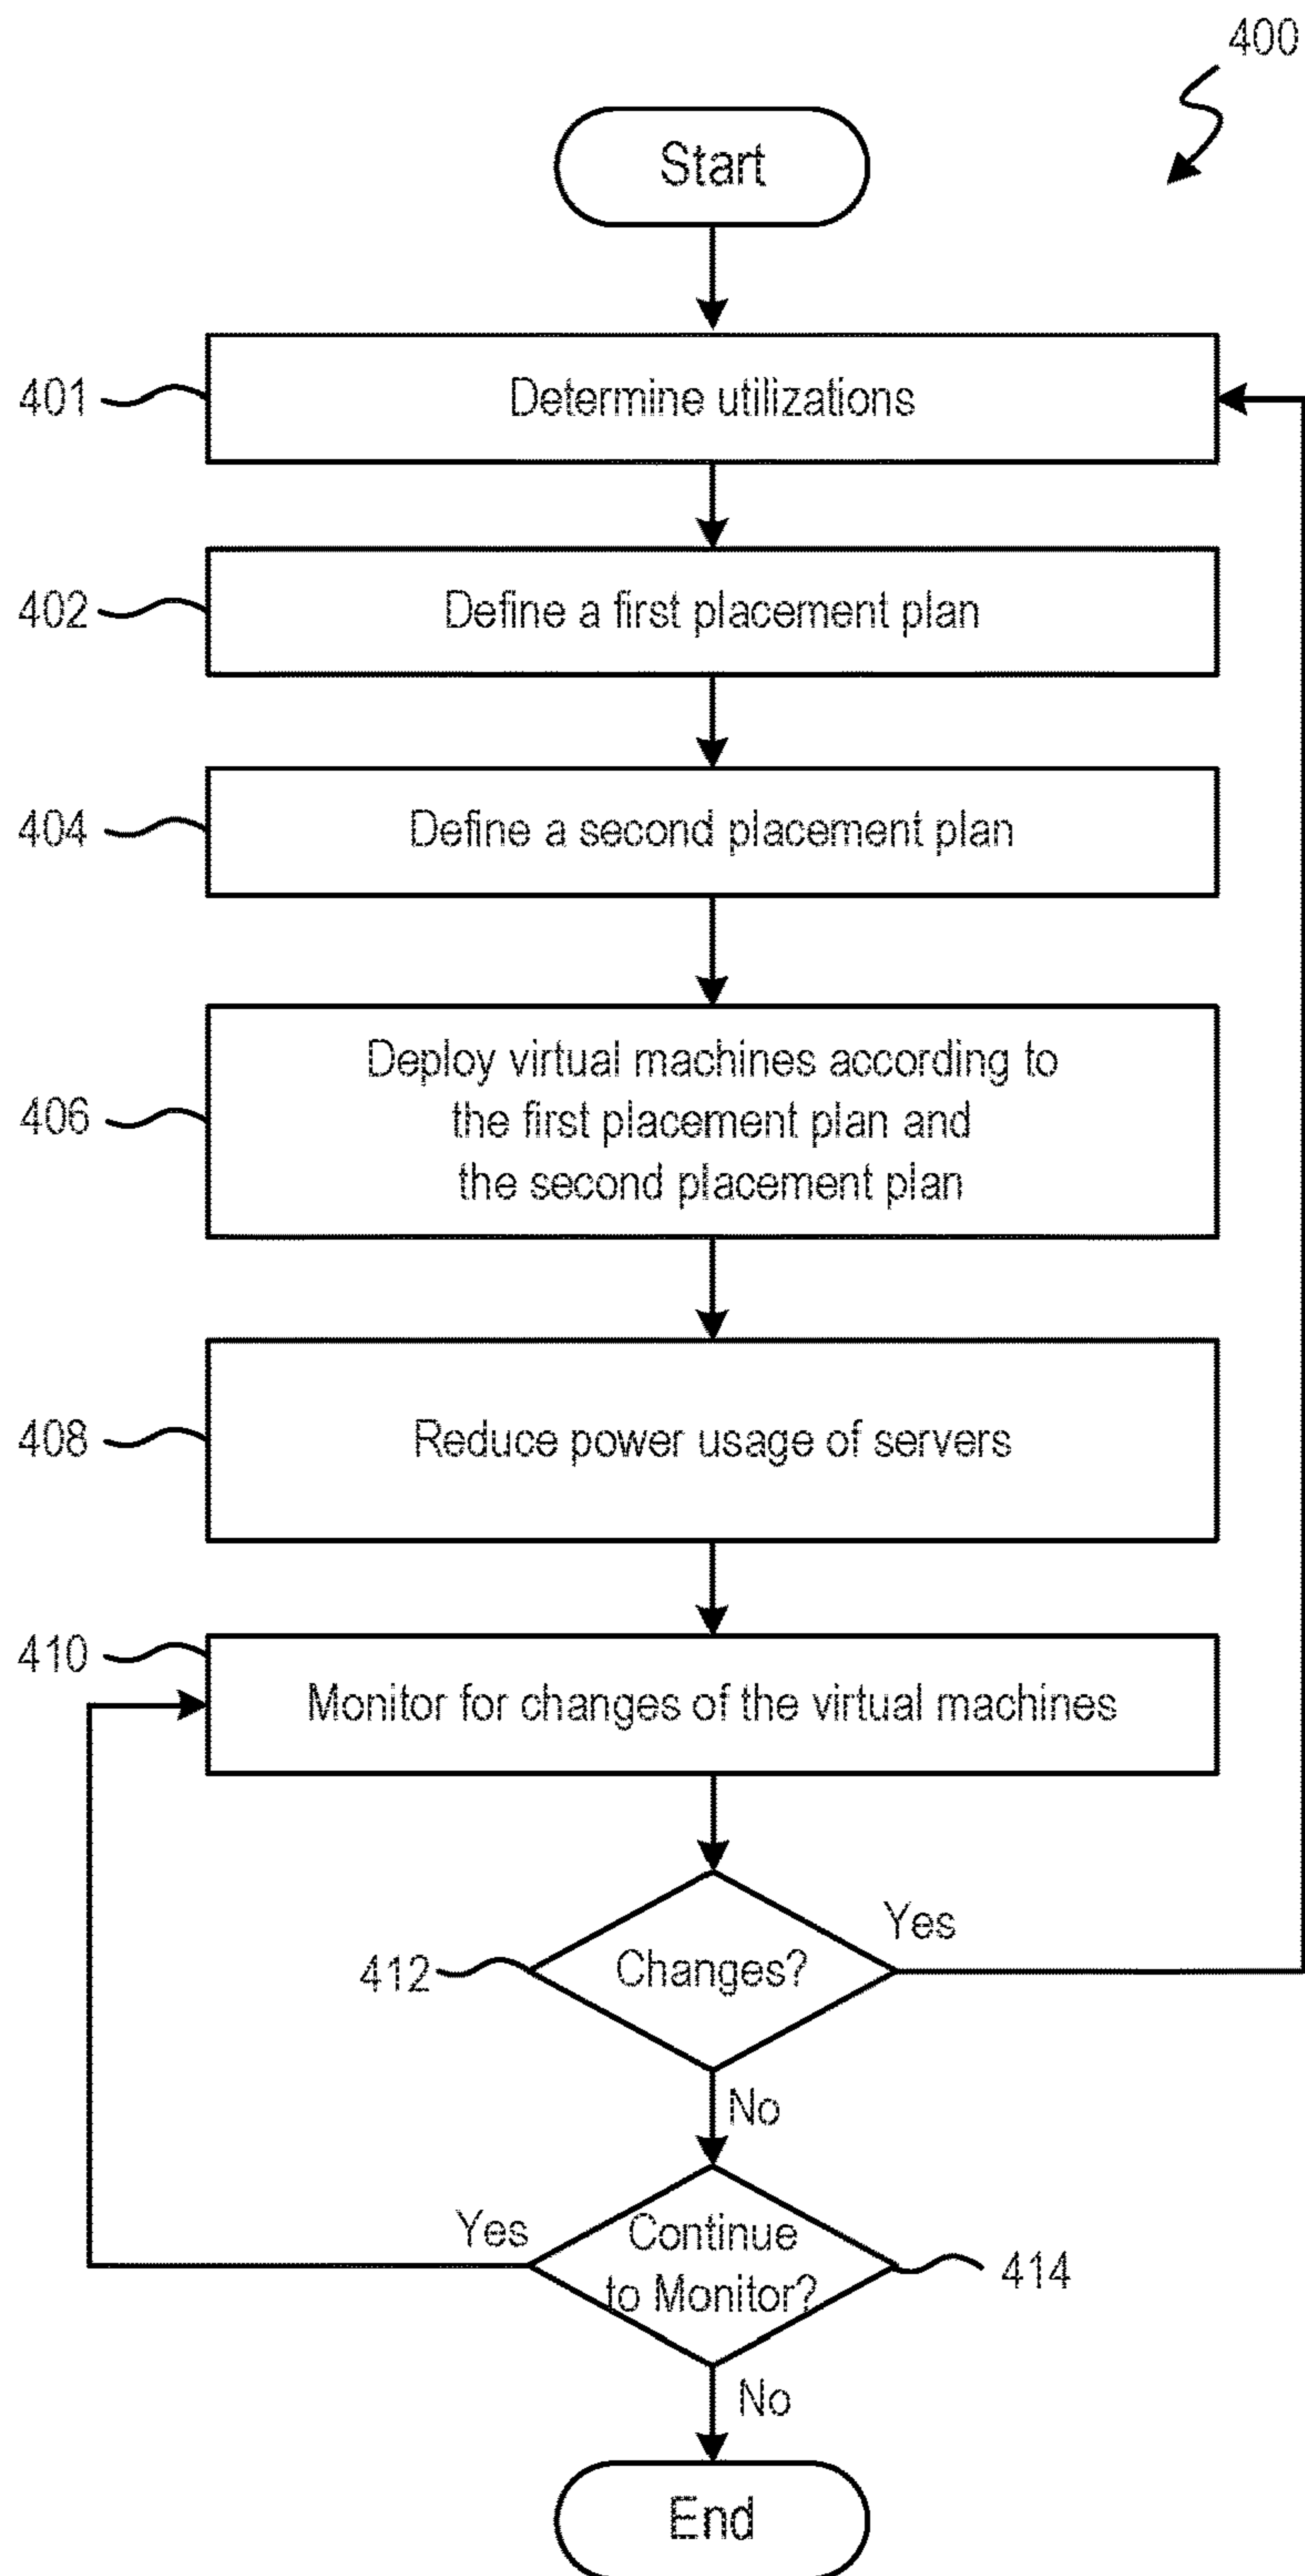 400
Start
401
Determine utilizations
402
Define a first placement plan
404
Define a second placement plan
406
Deploy virtual machines according to
the first placement plan and
the second placement plan
408
Reduce power usage of servers
410
Monitor for changes of the virtual machines
412
Changes?
Yes
No
Yes
Continue
to Monitor?
414
No
End